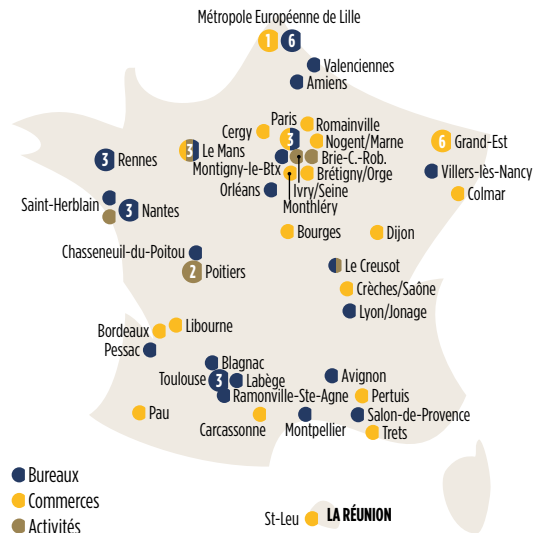 Métropole Européenne de Lille
1 6
Valenciennes
Amiens
Paris
Romainville
Cergy
3
Nogent/Marne
6 Grand-Est
3 Le Mans
3 Rennes
Brie-C.-Rob.
Montigny-le-Btx
Brétigny/Orge
Villers-lès-Nancy
Orléans
Ivry/Seine
Colmar
Saint-Herblain
3 Nantes
Monthléry
Bourges
Dijon
Chasseneuil-du-Poitou
2 Poitiers
Le Creusot
Crèches/Saône
Lyon/Jonage
Libourne
Bordeaux
Pessac
Blagnac
Toulouse 3 Labège
Avignon
Ramonville-Ste-Agne
Pertuis
Pau
Carcassonne
Montpellier
Salon-de-Provence
Trets
Bureaux
Commerces
Activités
St-Leu LA RÉUNION